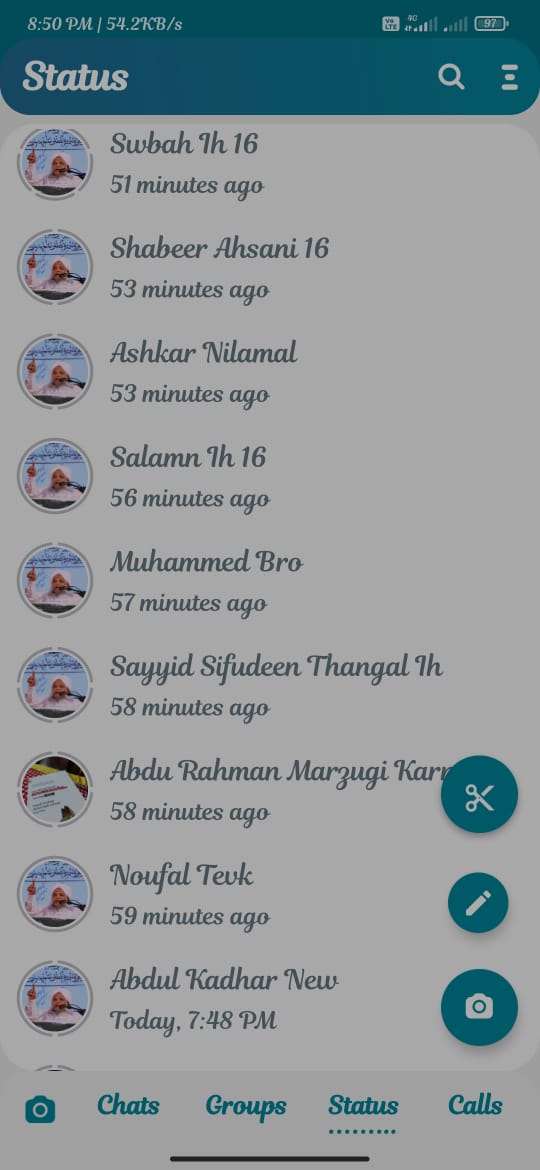 8:50 PM | 54.2KB/s
Vo LTE
4G
97
Status
Swbah Ih 16
51 minutes ago
Shabeer Ahsani 16
53 minutes ago
Ashkar Nilamal
53 minutes ago
Salamn Ih 16
56 minutes ago
Muhammed Bro
57 minutes ago
Sayyid Sifudeen Thangal Ih
58 minutes ago
Abdu Rahman Marzugi
58 minutes ago
Noufal Tevk
59 minutes ago
Abdul Kadhar New
Today, 7:48 PM
Chats
Groups
Status
Calls